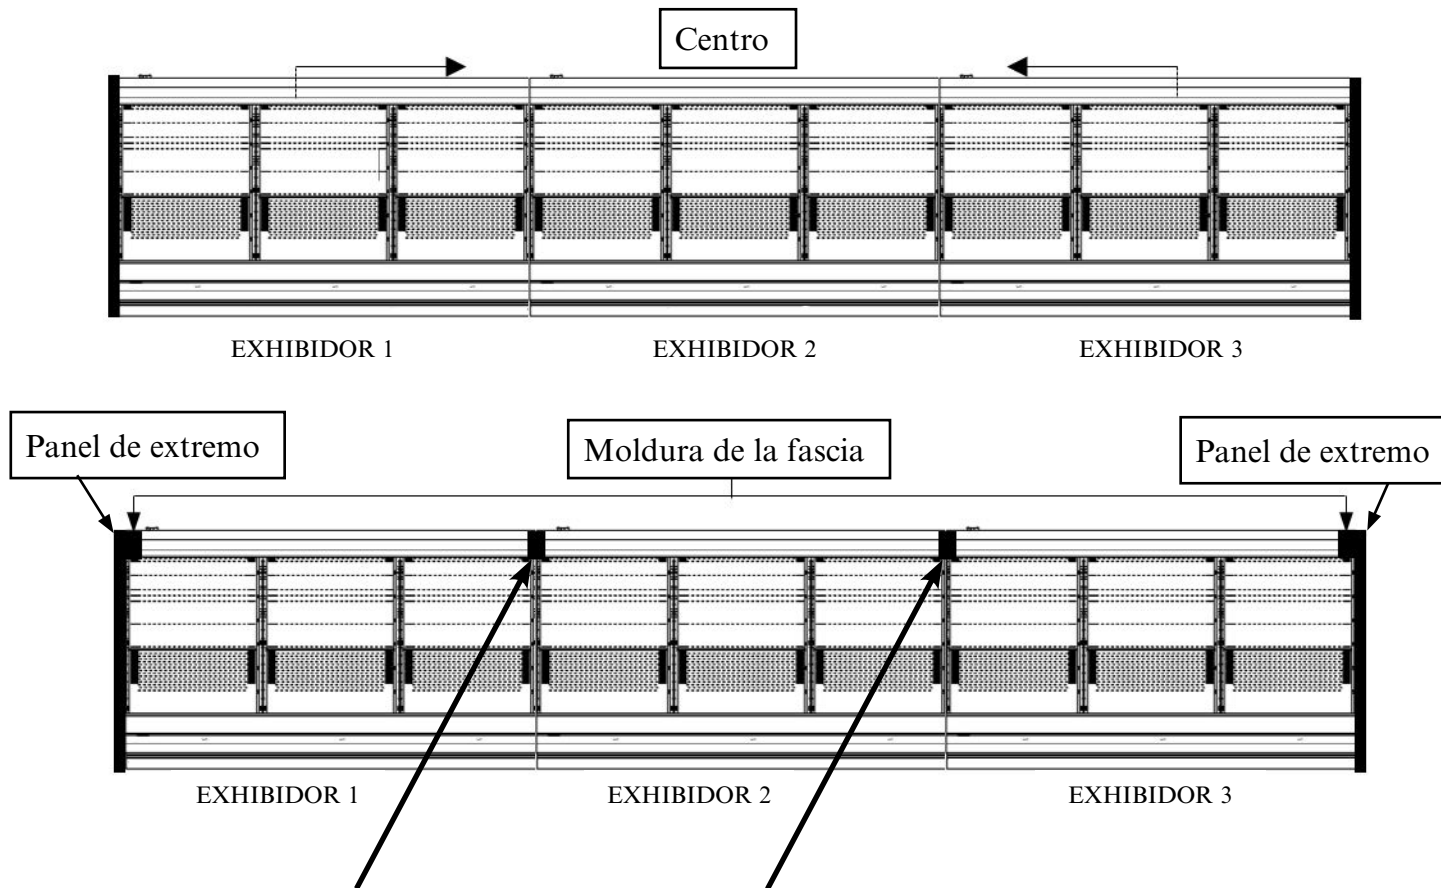 Centro
EXHIBIDOR 1
EXHIBIDOR 2
EXHIBIDOR 3
Panel de extremo
Moldura de la fascia
Panel de extremo
EXHIBIDOR 1
EXHIBIDOR 2
EXHIBIDOR 3